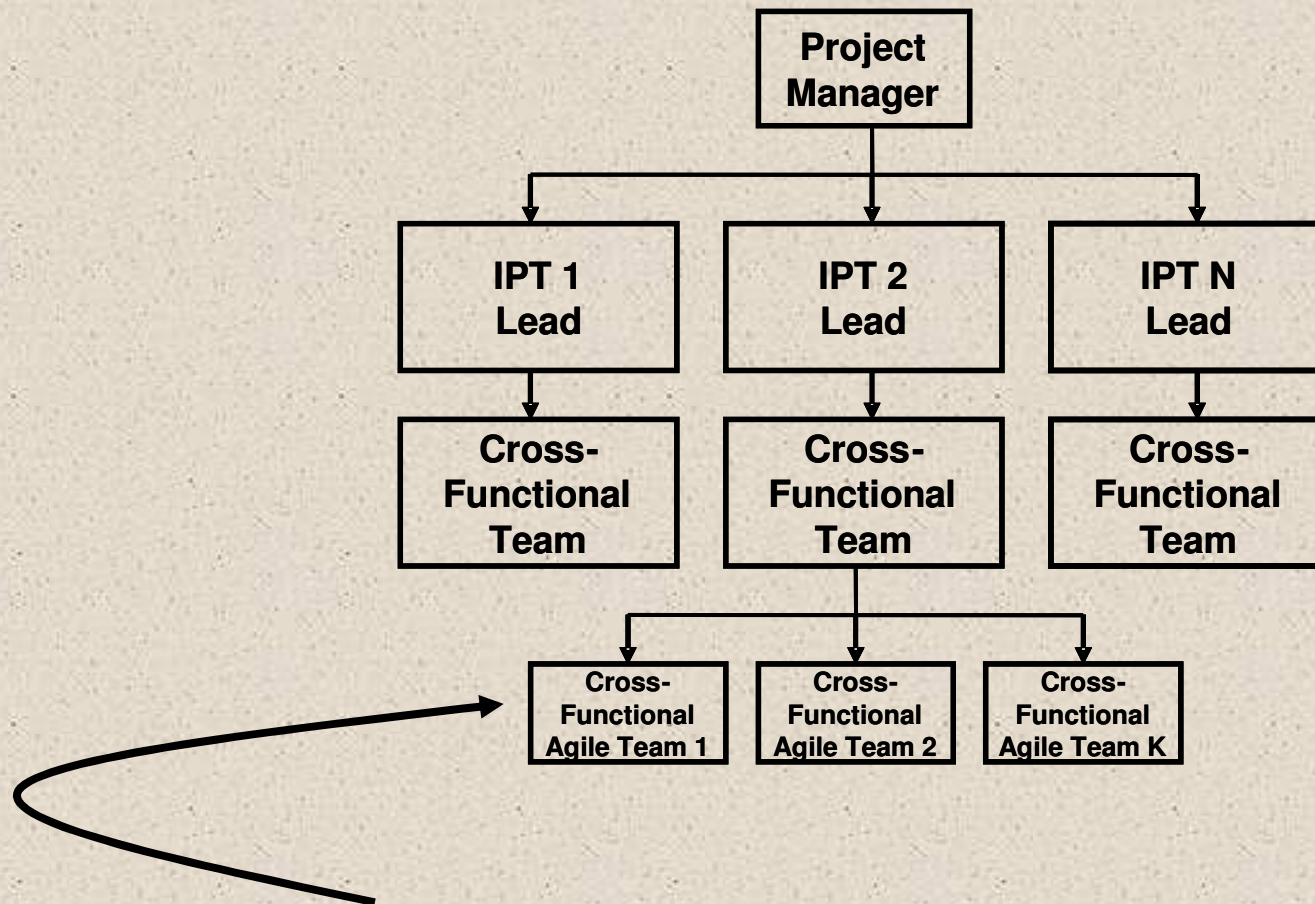 Project
Manager
IPT 1
Lead
IPT 2
Lead
IPT N
Lead
Cross-
Functional
Team
Cross-
Functional
Team
Cross-
Functional
Team
Cross-
Functional
Agile Team 1
Cross-
Functional
Agile Team 2
Cross-
Functional
Agile Team K